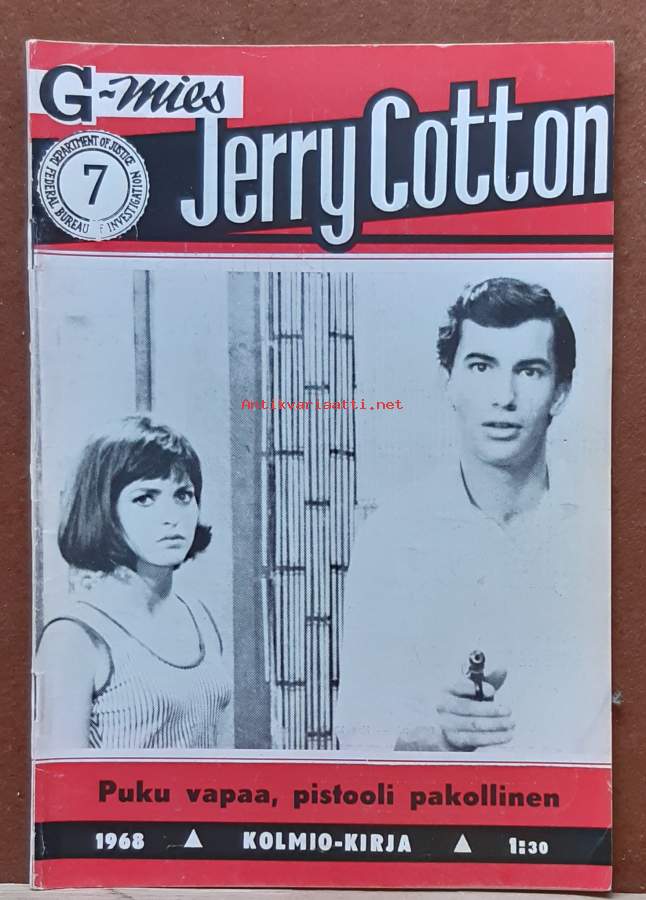 G-mies
Jerry Cotton
DEPARTMENT OF JUSTICE
7
FEDERAL BUREAU F INVESTIGATION
Antikvariaatti.net
Puku vapaa, pistooli pakollinen
1968 ▲ KOLMIO-KIRJA ▲ 1:30